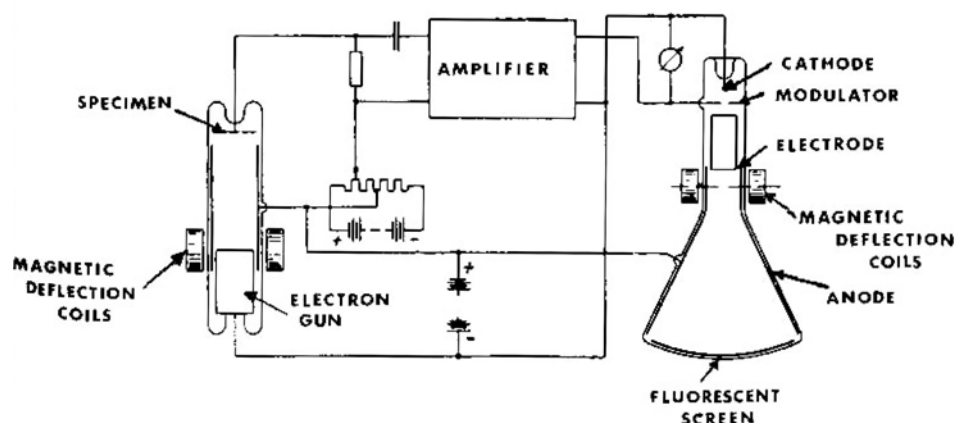 AMPLIFIER
CATHODE
MODULATOR
SPECIMEN
ELECTRODE
+
-
MAGNETIC
DEFLECTION
COILS
+
-
MAGNETIC
DEFLECTION
COILS
ELECTRON
GUN
ANODE
FLUORESCENT
SCREEN